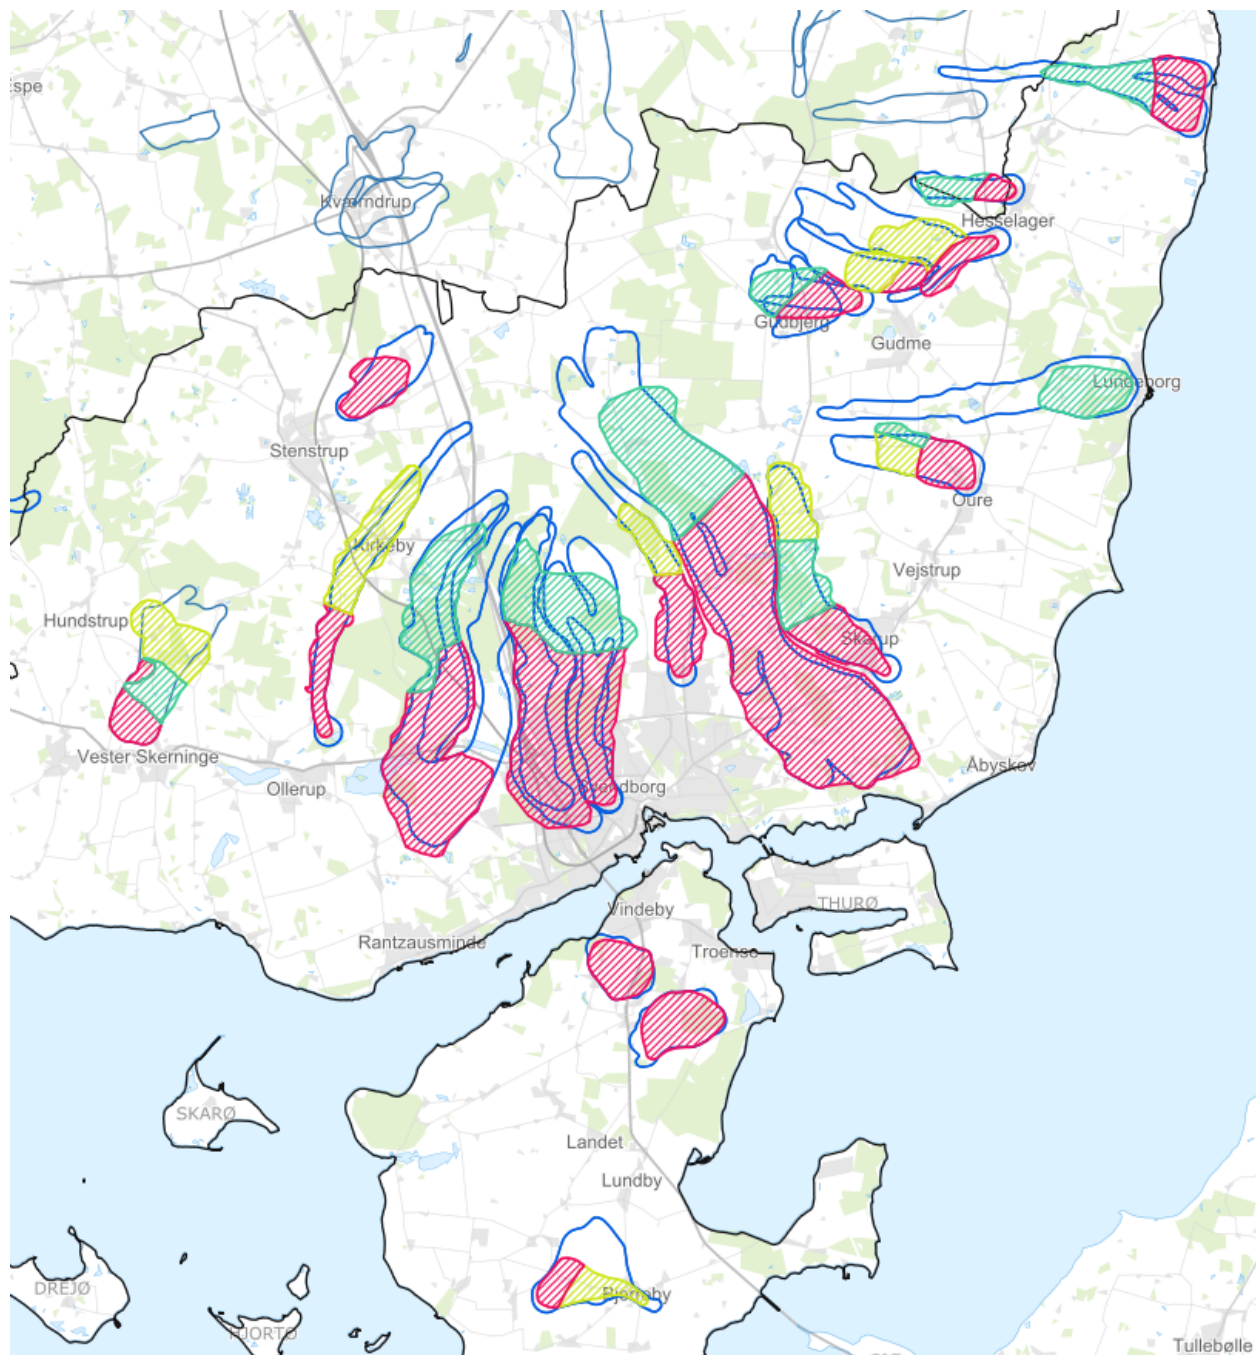 spe
Kværndrup
Hesselager
Gudbjerg
Gudme
Lundeborg
Stenstrup
Oure
Kirkeby
Vejstrup
Hundstrup
Skårup
Vester Skerninge
Åbyskov
Ollerup
Svendborg
THURØ
Vindeby
Rantzausminde
Troense
SKARØ
Landet
Lundby
DREJØ
Bjerreby
HJORTØ
Tullebølle